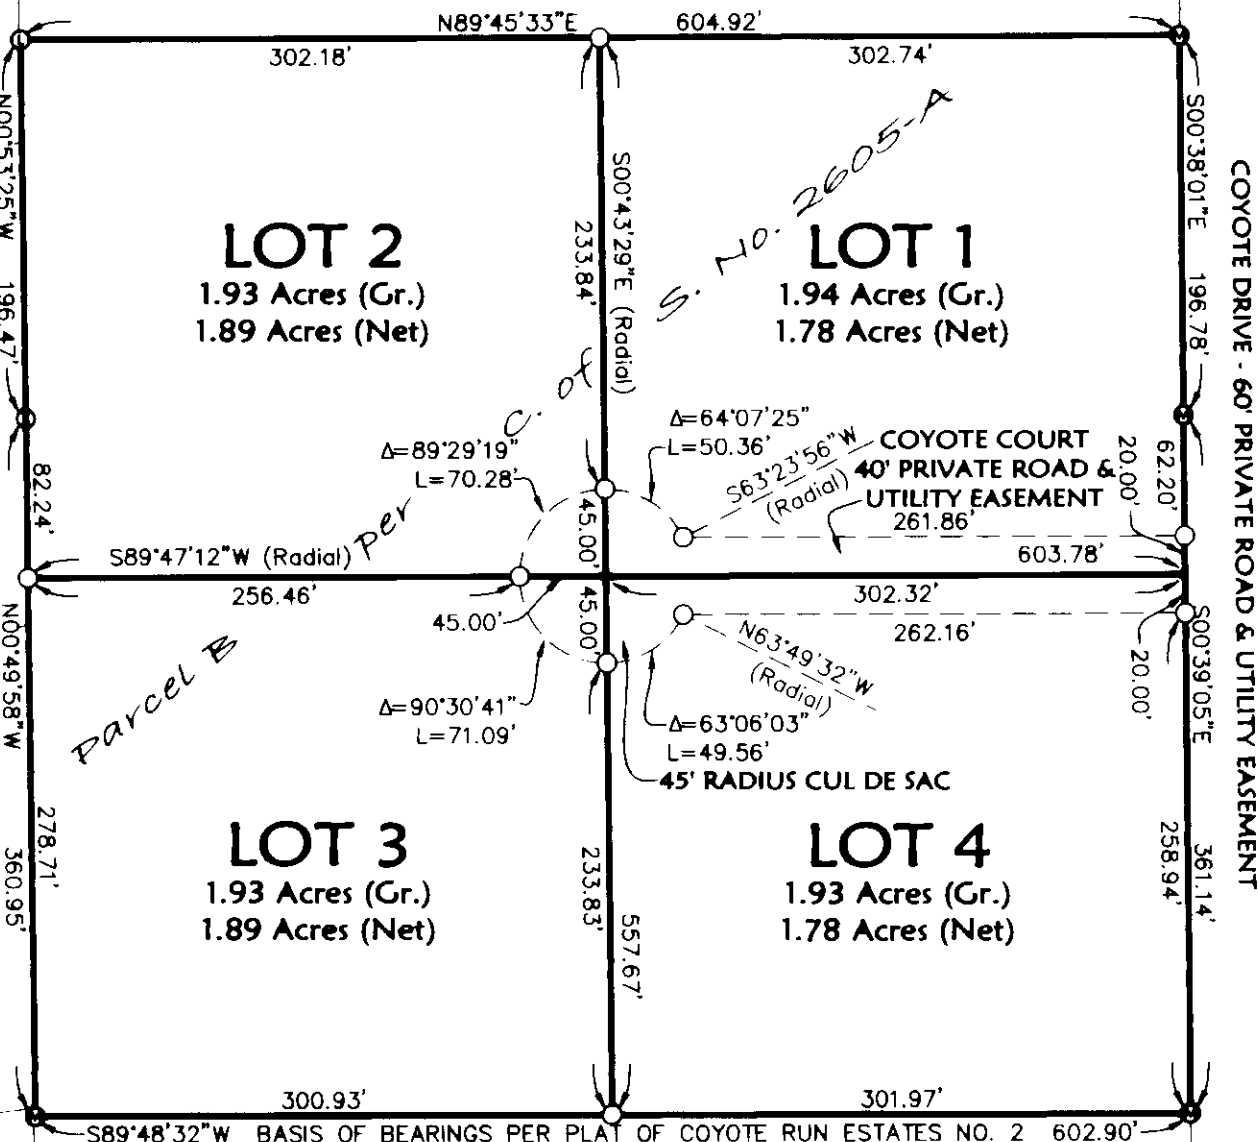 N89°45'33"E 604.92'
302.18' 302.74'
N00°53'25"W 196.47'
S00°43'29"E (Radial)
233.84'
S00°38'01"E 196.78'
COYOTE DRIVE - 60' PRIVATE ROAD & UTILITY EASEMENT
LOT 2
1.93 Acres (Gr.)
1.89 Acres (Net)
LOT 1
1.94 Acres (Gr.)
1.78 Acres (Net)
Parcel B per C. of S. No. 2605-A
Δ=89°29'19"
L=70.28'
Δ=64°07'25"
L=50.36'
S63°23'56"W
(Radial)
COYOTE COURT
40' PRIVATE ROAD &
UTILITY EASEMENT
261.86'
20.00'
62.20'
82.24'
45.00'
S89°47'12"W (Radial)
603.78'
256.46'
302.32'
45.00'
45.00'
262.16'
N63°49'32"W
(Radial)
20.00'
S00°39'05"E 361.14'
N00°49'58"W 360.95'
Δ=90°30'41"
L=71.09'
Δ=63°06'03"
L=49.56'
45' RADIUS CUL DE SAC
278.71'
LOT 3
1.93 Acres (Gr.)
1.89 Acres (Net)
233.83'
557.67'
LOT 4
1.93 Acres (Gr.)
1.78 Acres (Net)
258.94'
300.93' 301.97'
S89°48'32"W BASIS OF BEARINGS PER PLAT OF COYOTE RUN ESTATES NO. 2 602.90'